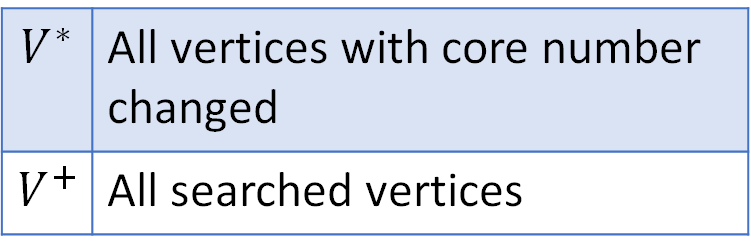 V* All vertices with core number
changed
V+ All searched vertices